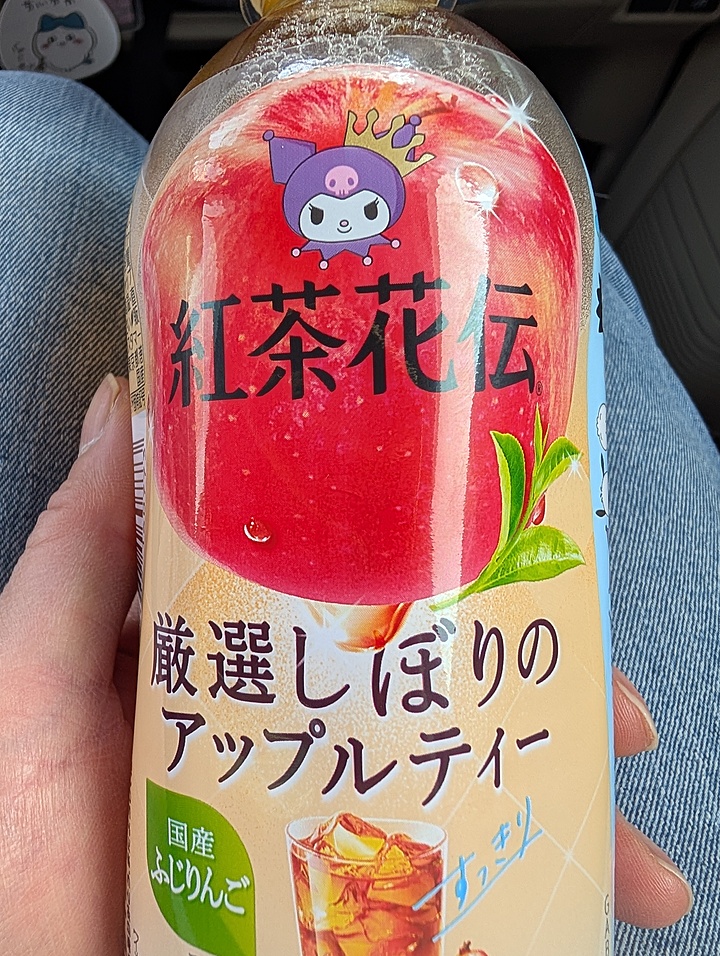 紅茶花伝
厳選しぼりの
アップルティー
国産
ふじりんご
すっきり